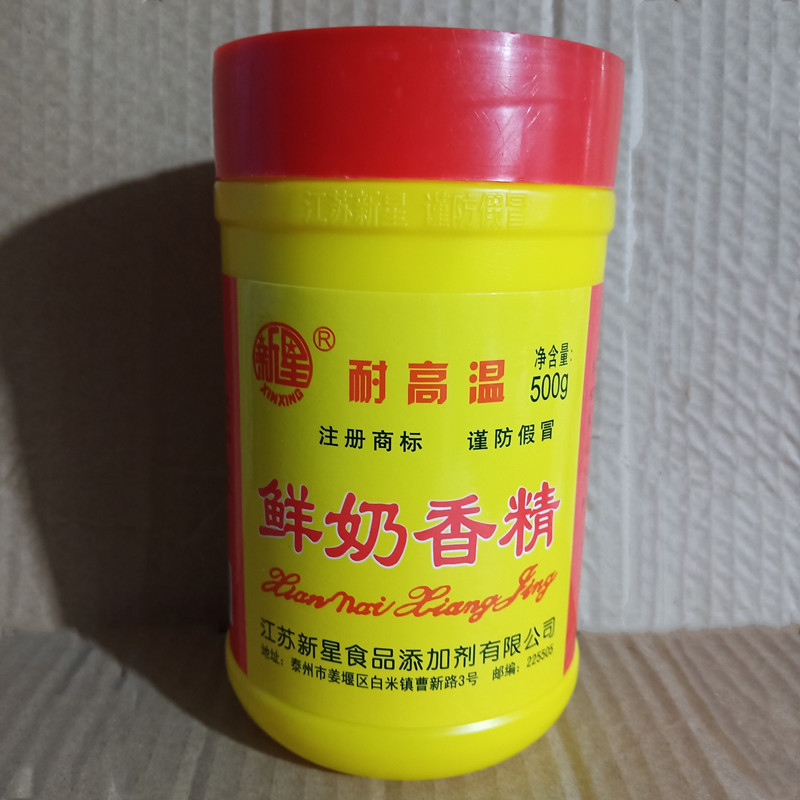 江苏新星 谨防假冒
新星®
XINXING
耐高温
净含量:
500g
注册商标 谨防假冒
鲜奶香精
Xian nai Xiang Jing
江苏新星食品添加剂有限公司
地址：泰州市姜堰区白米镇曹新路3号 邮编：225505